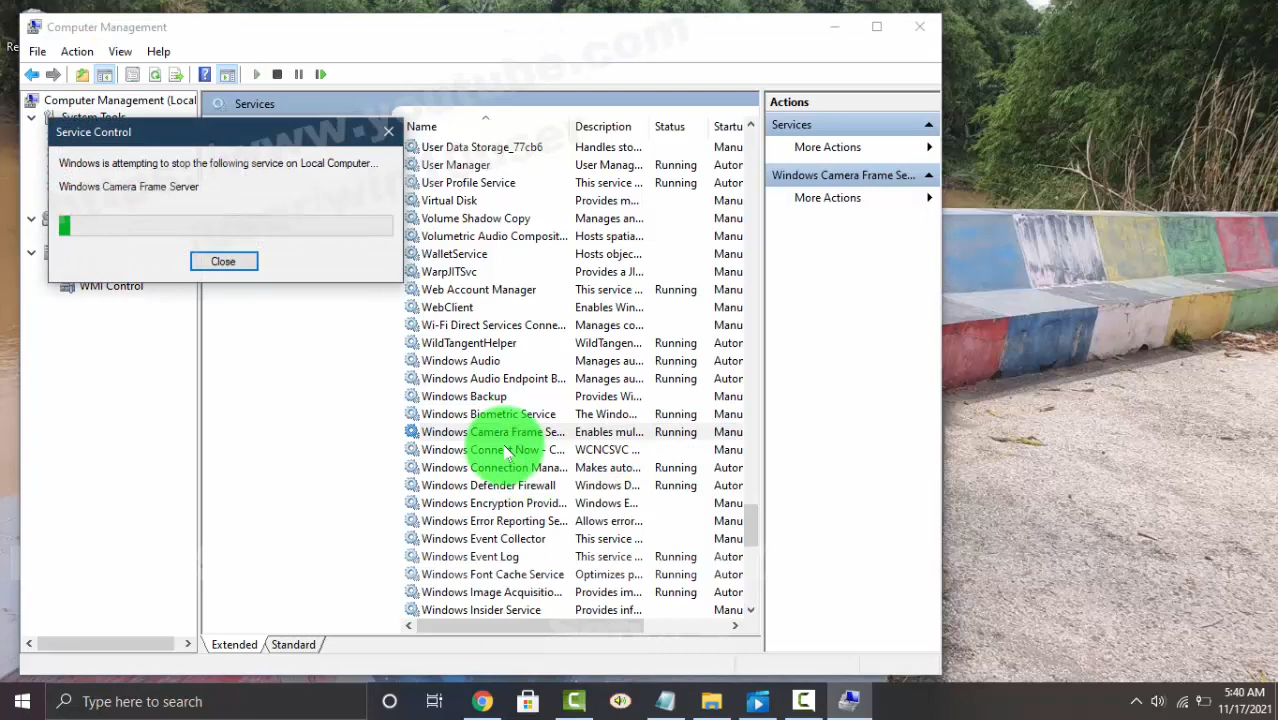 Computer Management
File Action View Help
Computer Management (Local
System Tools
WMI Control
Services
Service Control
Windows is attempting to stop the following service on Local Computer...
Windows Camera Frame Server
Close
Name Description Status Startu
User Data Storage_77cb6 Handles sto... Manu
User Manager User Manag... Running Autor
User Profile Service This service ... Running Autor
Virtual Disk Provides m... Manu
Volume Shadow Copy Manages an... Manu
Volumetric Audio Composit... Hosts spatia... Manu
WalletService Hosts objec... Manu
WarpJITSvc Provides a JI... Manu
Web Account Manager This service ... Running Manu
WebClient Enables Win... Manu
Wi-Fi Direct Services Conne... Manages co... Manu
WildTangentHelper WildTangen... Running Autor
Windows Audio Manages au... Running Autor
Windows Audio Endpoint B... Manages au... Running Autor
Windows Backup Provides Wi... Manu
Windows Biometric Service The Windo... Running Manu
Windows Camera Frame Se... Enables mul... Running Manu
Windows Connect Now - C... WCNCSVC ... Manu
Windows Connection Mana... Makes auto... Running Autor
Windows Defender Firewall Windows D... Running Autor
Windows Encryption Provid... Windows E... Manu
Windows Error Reporting Se... Allows error... Manu
Windows Event Collector This service ... Manu
Windows Event Log This service ... Running Autor
Windows Font Cache Service Optimizes p... Running Autor
Windows Image Acquisitio... Provides im... Running Autor
Windows Insider Service Provides inf... Manu
Extended Standard
Actions
Services
More Actions
Windows Camera Frame Se...
More Actions
Type here to search
5:40 AM
11/17/2021